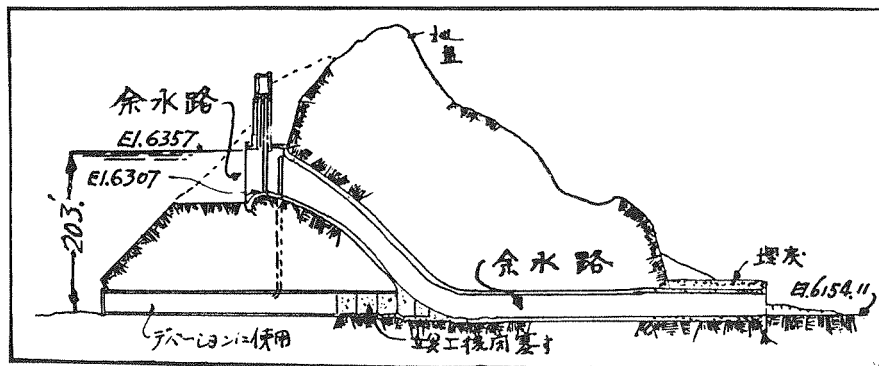 地盤
余水路
El.6357
El.6307
203.'
余水路
埋戻
El.6154.11
デバーションに使用
竣工後閉塞す